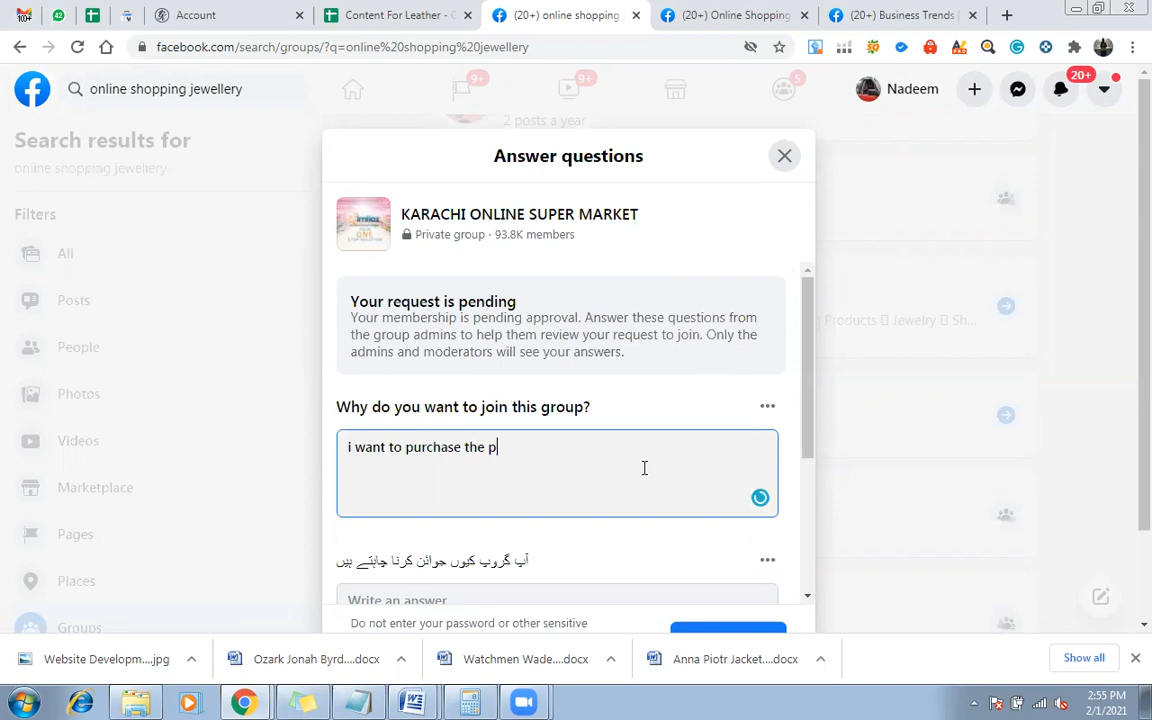 Account
Content For Leather - G
(20+) online shopping
(20+) Online Shopping
(20+) Business Trends |
facebook.com/search/groups/?q=online%20shopping%20jewellery
online shopping jewellery
9+
9+
5
Nadeem
20+
Search results for
online shopping jewellery
2 posts a year
Filters
All
Posts
People
Photos
Videos
Marketplace
Pages
Places
Groups
Answer questions
KARACHI ONLINE SUPER MARKET
Private group · 93.8K members
Your request is pending
Your membership is pending approval. Answer these questions from
the group admins to help them review your request to join. Only the
admins and moderators will see your answers.
Why do you want to join this group?
i want to purchase the p
آپ گروپ کیوں جوائن کرنا چاہتے ہیں
Write an answer
Do not enter your password or other sensitive
Products Jewelry Sh...
Website Developm....jpg
Ozark Jonah Byrd....docx
Watchmen Wade....docx
Anna Piotr Jacket....docx
Show all
2:55 PM
2/1/2021